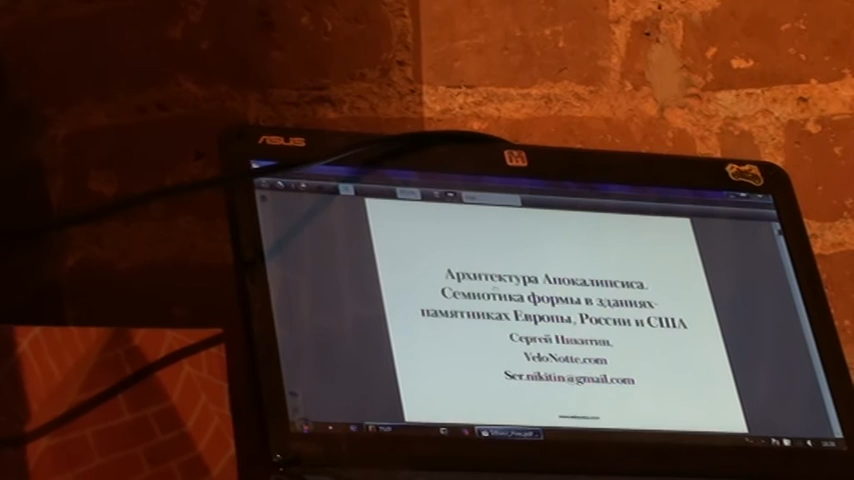 ASUS
Архитектура Апокалипсиса.
Семиотика формы в зданиях-
памятниках Европы, России и США
Сергей Никитин,
VeloNotte.com
Ser.nikitin@gmail.com